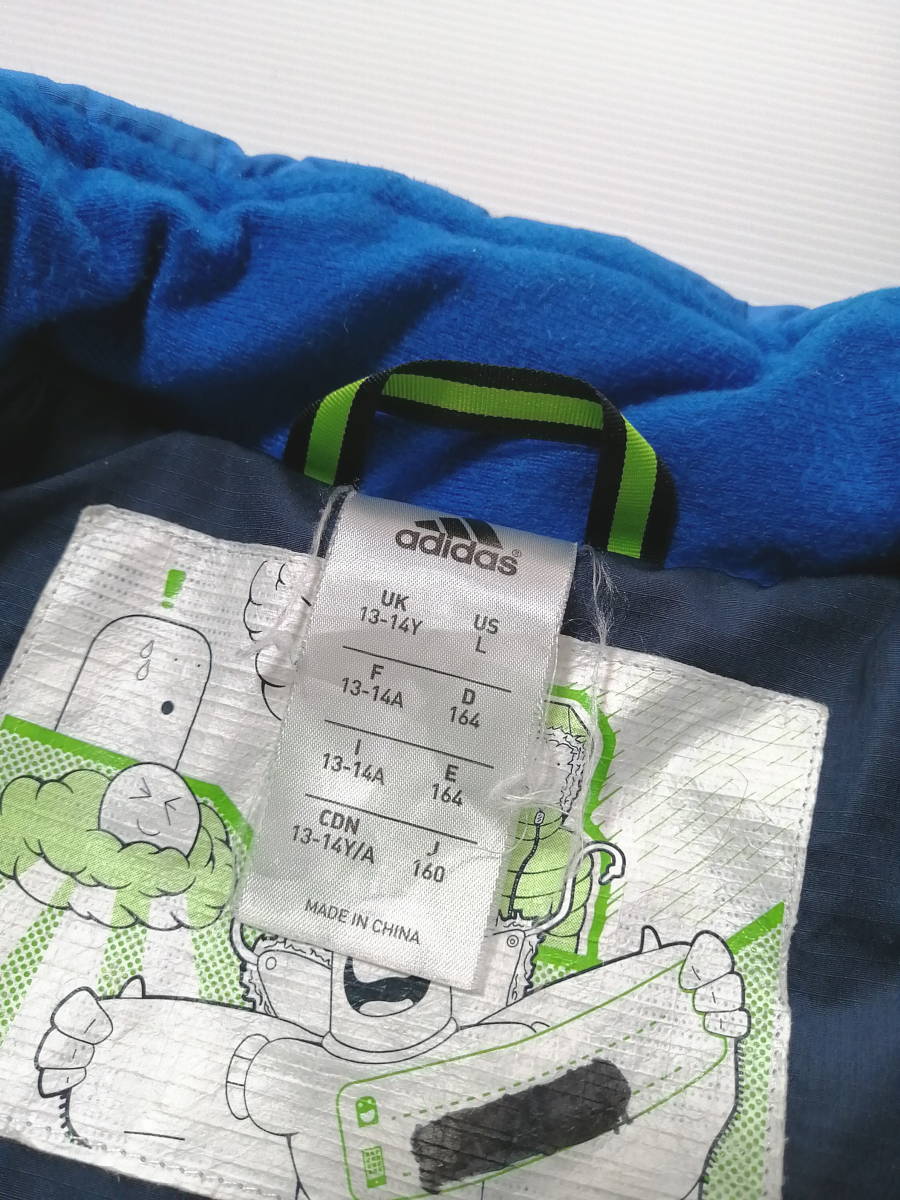 adidas®
UK
13-14Y
US
L
F
13-14A
D
164
I
13-14A
E
164
CDN
13-14Y/A
J
160
MADE IN CHINA